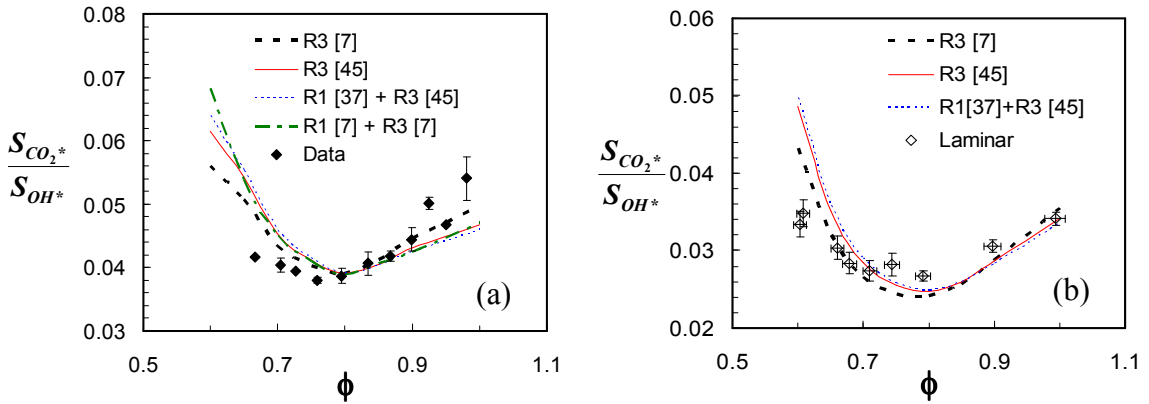 0.08
0.07
0.06
0.05
0.04
0.03
0.5
0.7
0.9
1.1
S_CO₂* / S_OH*
ϕ
R3 [7]
R3 [45]
R1 [37] + R3 [45]
R1 [7] + R3 [7]
Data
(a)
0.06
0.05
0.04
0.03
0.02
0.5
0.7
0.9
1.1
S_CO₂* / S_OH*
ϕ
R3 [7]
R3 [45]
R1[37]+R3 [45]
Laminar
(b)